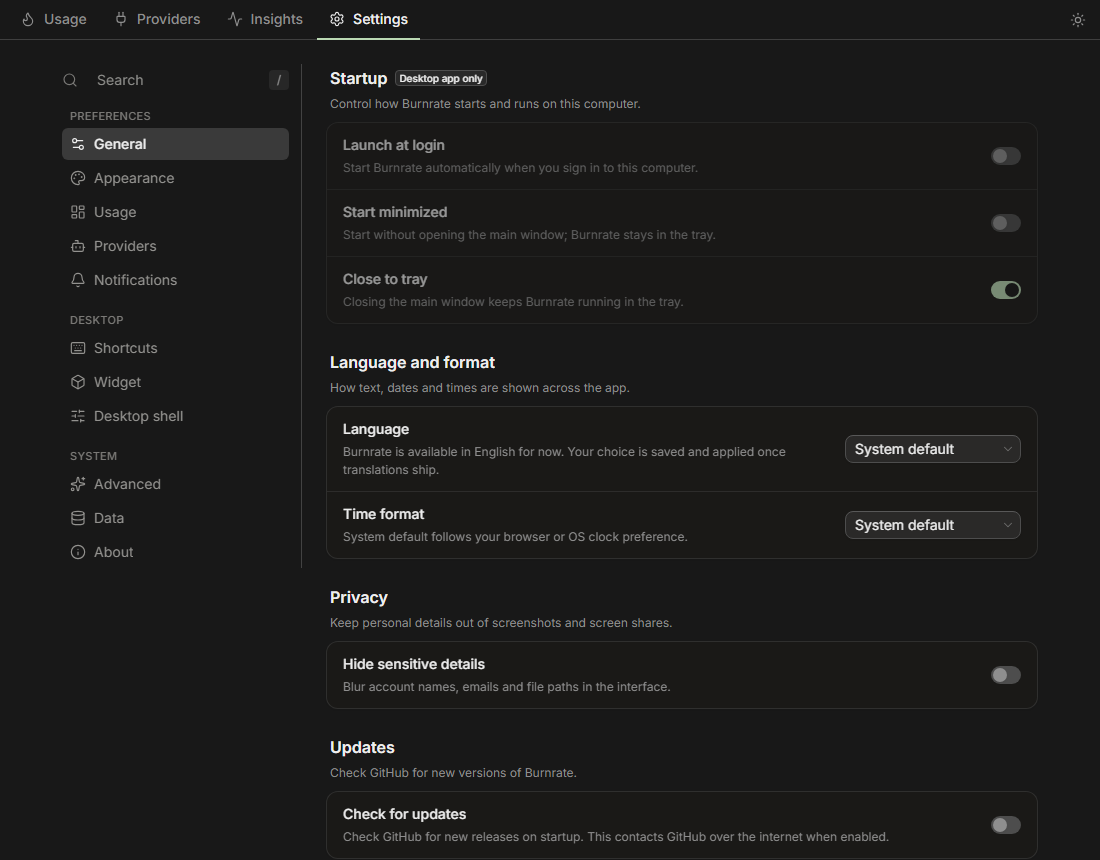 Usage
Providers
Insights
Settings
Search
/
PREFERENCES
General
Appearance
Usage
Providers
Notifications
DESKTOP
Shortcuts
Widget
Desktop shell
SYSTEM
Advanced
Data
About
Startup
Desktop app only
Control how Burnrate starts and runs on this computer.
Launch at login
Start Burnrate automatically when you sign in to this computer.
Start minimized
Start without opening the main window; Burnrate stays in the tray.
Close to tray
Closing the main window keeps Burnrate running in the tray.
Language and format
How text, dates and times are shown across the app.
Language
Burnrate is available in English for now. Your choice is saved and applied once
translations ship.
System default
Time format
System default follows your browser or OS clock preference.
System default
Privacy
Keep personal details out of screenshots and screen shares.
Hide sensitive details
Blur account names, emails and file paths in the interface.
Updates
Check GitHub for new versions of Burnrate.
Check for updates
Check GitHub for new releases on startup. This contacts GitHub over the internet when enabled.